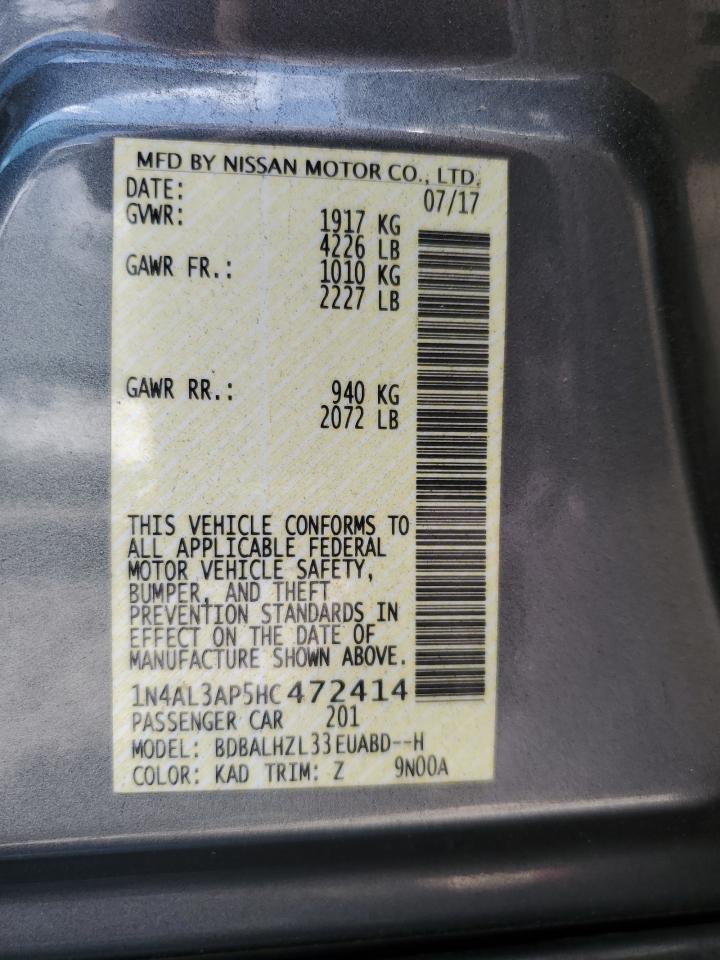 MFD BY NISSAN MOTOR CO., LTD.
DATE: 07/17
GVWR: 1917 KG
4226 LB
GAWR FR.: 1010 KG
2227 LB
GAWR RR.: 940 KG
2072 LB
THIS VEHICLE CONFORMS TO
ALL APPLICABLE FEDERAL
MOTOR VEHICLE SAFETY,
BUMPER, AND THEFT
PREVENTION STANDARDS IN
EFFECT ON THE DATE OF
MANUFACTURE SHOWN ABOVE.
1N4AL3AP5HC472414
PASSENGER CAR 201
MODEL: BDBALHZL33EUABD--H
COLOR: KAD TRIM: Z 9N00A